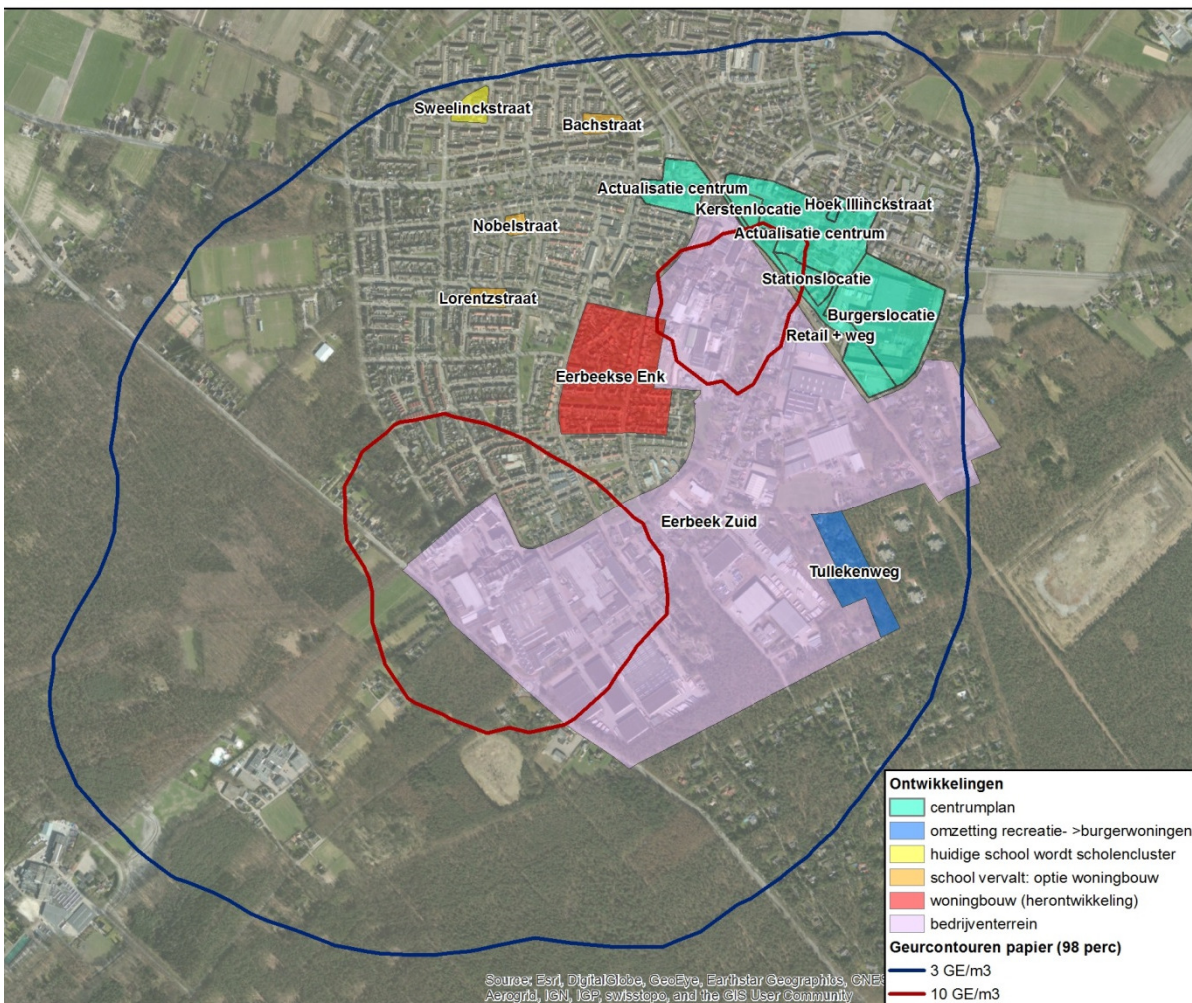 Sweelinckstraat
Bachstraat
Actualisatie centrum
Hoek Illinckstraat
Kerstenlocatie
Nobelstraat
Actualisatie centrum
Stationslocatie
Lorentzstraat
Burgerslocatie
Retail + weg
Eerbeekse Enk
Eerbeek Zuid
Tullekenweg
Ontwikkelingen
centrumplan
omzetting recreatie- >burgerwoningen
huidige school wordt scholencluster
school vervalt: optie woningbouw
woningbouw (herontwikkeling)
bedrijventerrein
Geurcontouren papier (98 perc)
3 GE/m3
10 GE/m3
Source: Esri, DigitalGlobe, GeoEye, Earthstar Geographics, CNES
Aerogrid, IGN, IGP, swisstopo, and the GIS User Community